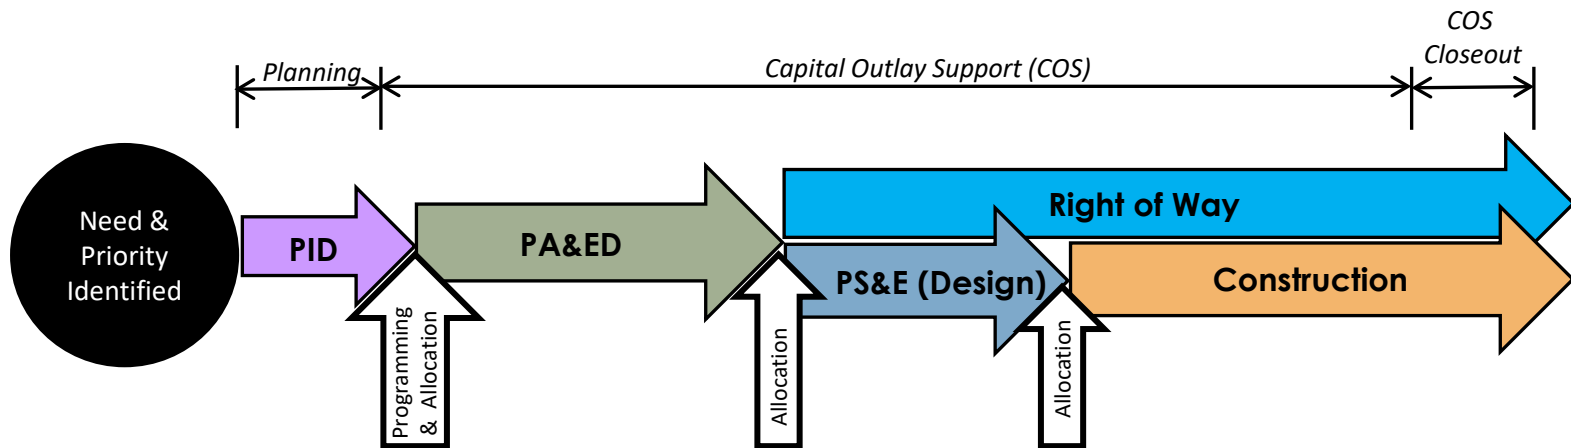 COS
Closeout
Planning
Capital Outlay Support (COS)
Need &
Priority
Identified
PID
PA&ED
Right of Way
PS&E (Design)
Construction
Programming
& Allocation
Allocation
Allocation